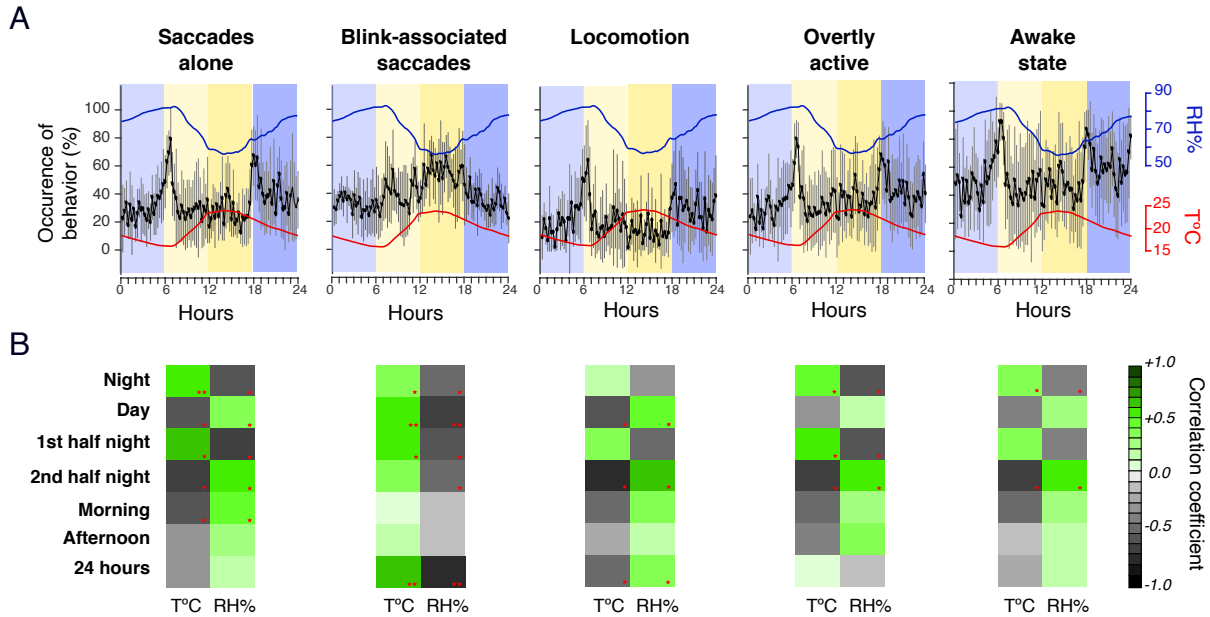 A
Saccades
alone
Blink-associated
saccades
Locomotion
Overtly
active
Awake
state
Occurence of
behavior (%)
100
80
60
40
20
0
90
70
50
RH%
25
20
15
TºC
0 6 12 18 24
0 6 12 18 24
0 6 12 18 24
0 6 12 18 24
0 6 12 18 24
Hours Hours Hours Hours Hours
B
Night
Day
1st half night
2nd half night
Morning
Afternoon
24 hours
TºC RH% TºC RH% TºC RH% TºC RH% TºC RH%
+1.0
+0.5
0.0
-0.5
-1.0
Correlation coefficient